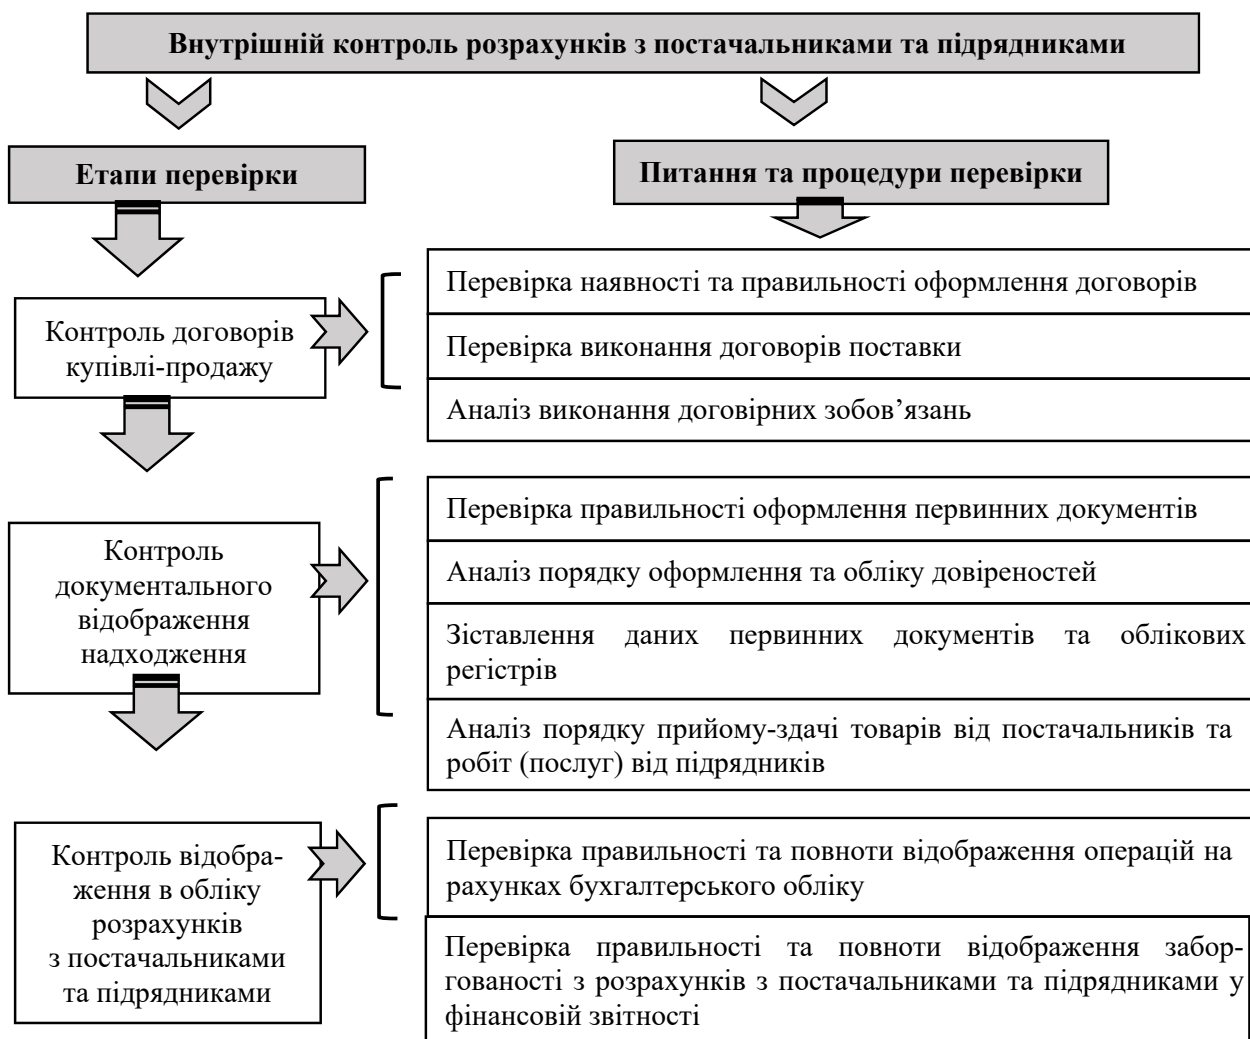 Внутрішній контроль розрахунків з постачальниками та підрядниками
Етапи перевірки
Питання та процедури перевірки
Контроль договорів
купівлі-продажу
Перевірка наявності та правильності оформлення договорів
Перевірка виконання договорів поставки
Аналіз виконання договірних зобов’язань
Контроль
документального
відображення
надходження
Перевірка правильності оформлення первинних документів
Аналіз порядку оформлення та обліку довіреностей
Зіставлення даних первинних документів та облікових
регістрів
Аналіз порядку прийому-здачі товарів від постачальників та
робіт (послуг) від підрядників
Контроль відобра-
ження в обліку
розрахунків
з постачальниками
та підрядниками
Перевірка правильності та повноти відображення операцій на
рахунках бухгалтерського обліку
Перевірка правильності та повноти відображення забор-
гованості з розрахунків з постачальниками та підрядниками у
фінансовій звітності